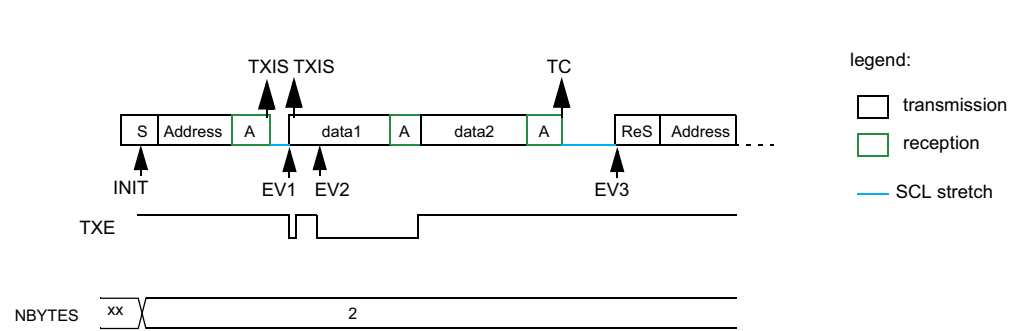 TXIS TXIS TC
legend:
S Address A data1 A data2 A ReS Address
transmission
reception
INIT EV1 EV2 EV3
SCL stretch
TXE
NBYTES xx 2